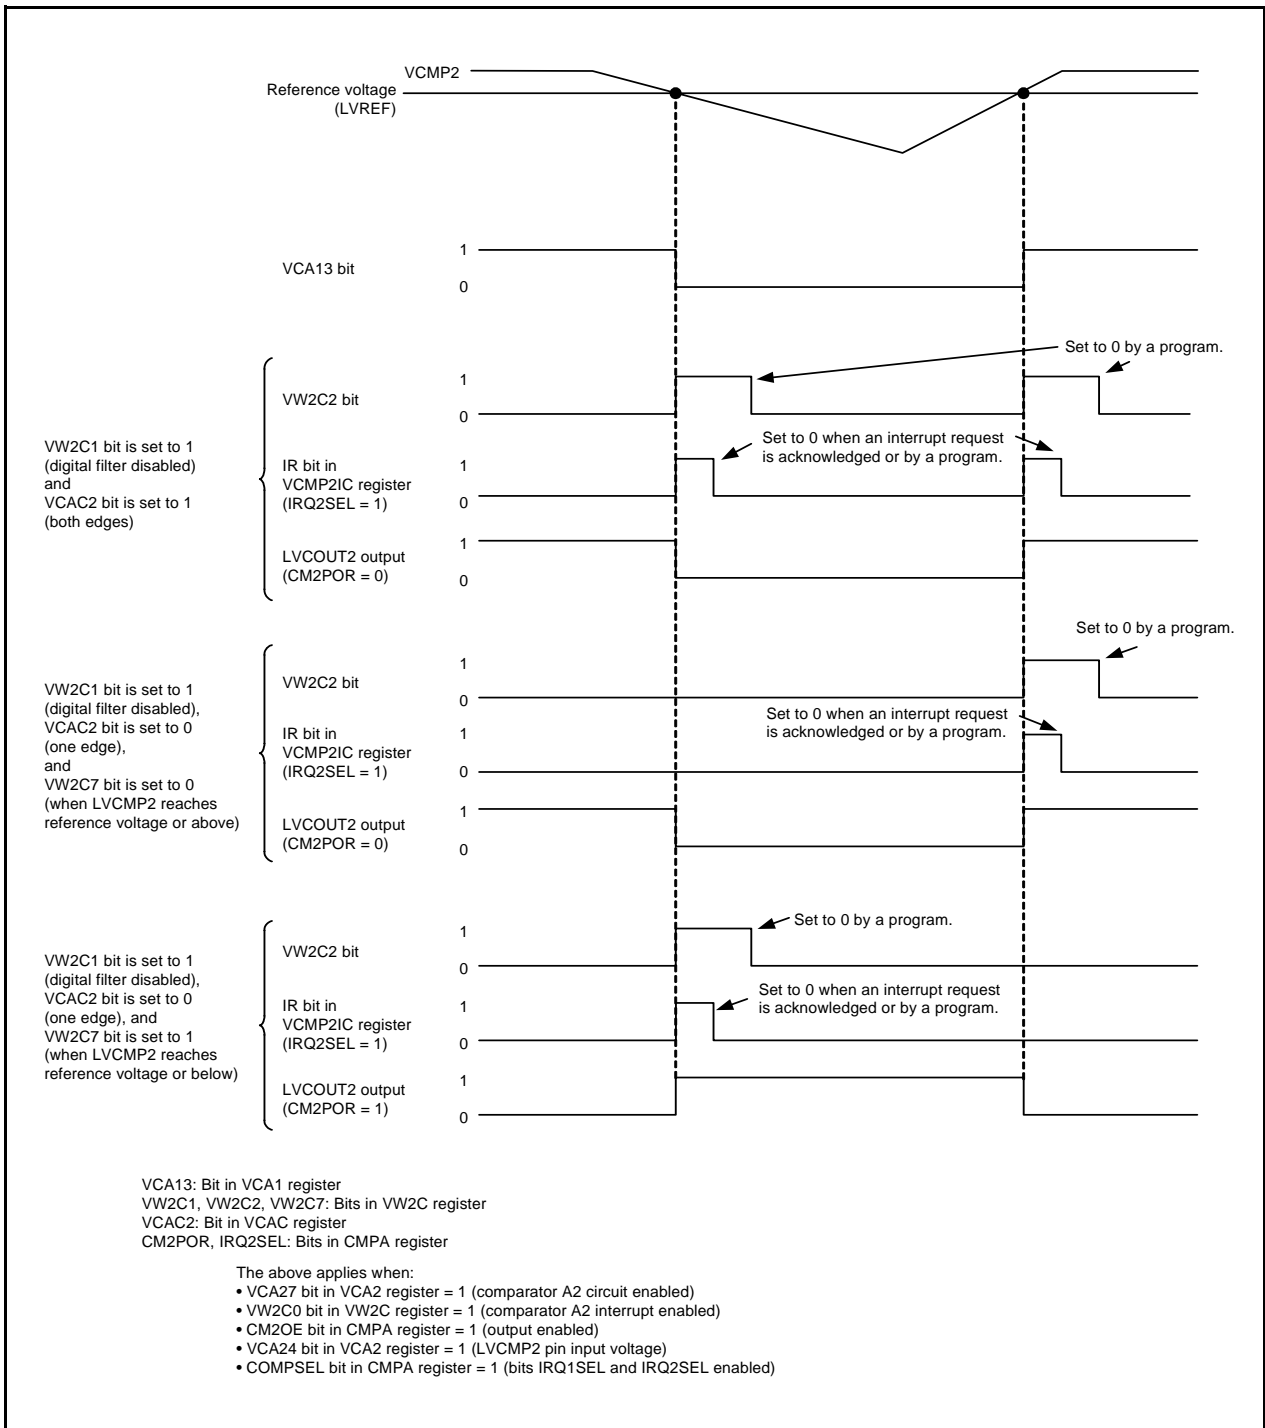 VCMP2
Reference voltage
(LVREF)
VCA13 bit
1
0
Set to 0 by a program.
VW2C1 bit is set to 1
(digital filter disabled)
and
VCAC2 bit is set to 1
(both edges)
VW2C2 bit
1
0
Set to 0 when an interrupt request
is acknowledged or by a program.
IR bit in
VCMP2IC register
(IRQ2SEL = 1)
1
0
LVCOUT2 output
(CM2POR = 0)
1
0
Set to 0 by a program.
VW2C1 bit is set to 1
(digital filter disabled),
VCAC2 bit is set to 0
(one edge),
and
VW2C7 bit is set to 0
(when LVCMP2 reaches
reference voltage or above)
VW2C2 bit
1
0
Set to 0 when an interrupt request
is acknowledged or by a program.
IR bit in
VCMP2IC register
(IRQ2SEL = 1)
1
0
LVCOUT2 output
(CM2POR = 0)
1
0
Set to 0 by a program.
VW2C1 bit is set to 1
(digital filter disabled),
VCAC2 bit is set to 0
(one edge), and
VW2C7 bit is set to 1
(when LVCMP2 reaches
reference voltage or below)
VW2C2 bit
1
0
Set to 0 when an interrupt request
is acknowledged or by a program.
IR bit in
VCMP2IC register
(IRQ2SEL = 1)
1
0
LVCOUT2 output
(CM2POR = 1)
1
0
VCA13: Bit in VCA1 register
VW2C1, VW2C2, VW2C7: Bits in VW2C register
VCAC2: Bit in VCAC register
CM2POR, IRQ2SEL: Bits in CMPA register
The above applies when:
• VCA27 bit in VCA2 register = 1 (comparator A2 circuit enabled)
• VW2C0 bit in VW2C register = 1 (comparator A2 interrupt enabled)
• CM2OE bit in CMPA register = 1 (output enabled)
• VCA24 bit in VCA2 register = 1 (LVCMP2 pin input voltage)
• COMPSEL bit in CMPA register = 1 (bits IRQ1SEL and IRQ2SEL enabled)